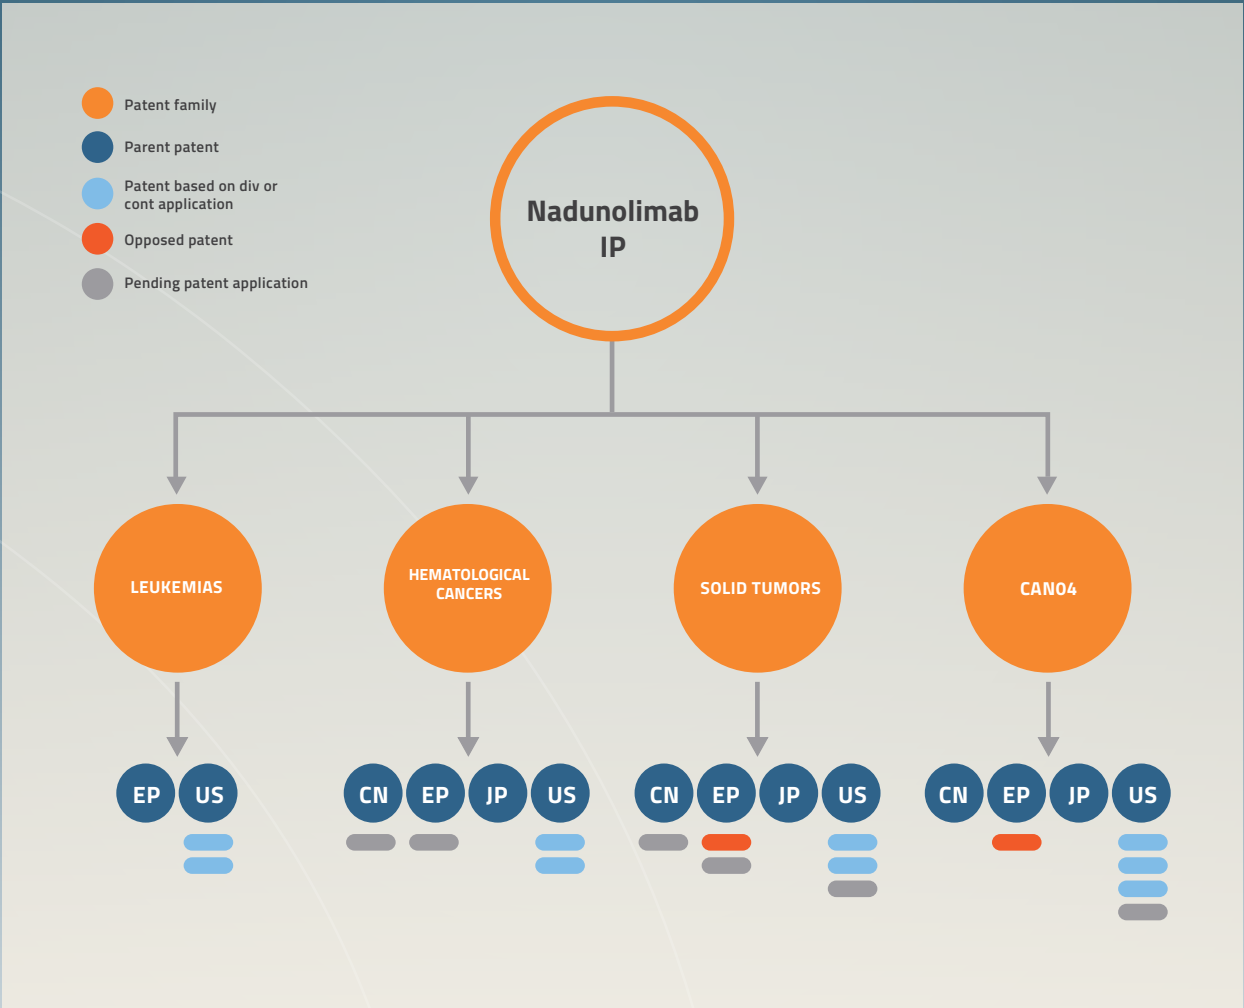 Patent family
Parent patent
Patent based on div or
cont application
Opposed patent
Pending patent application
Nadunolimab
IP
LEUKEMIAS
HEMATOLOGICAL
CANCERS
SOLID TUMORS
CAN04
EP US
CN EP JP US
CN EP JP US
CN EP JP US